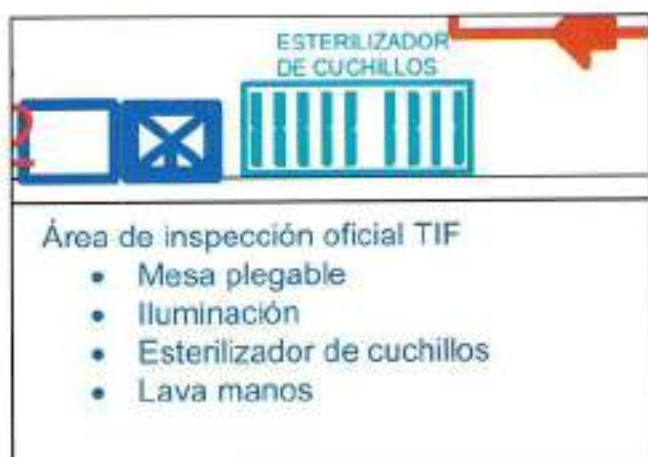 ESTERILIZADOR
DE CUCHILLOS
Área de inspección oficial TIF
• Mesa plegable
• Iluminación
• Esterilizador de cuchillos
• Lava manos